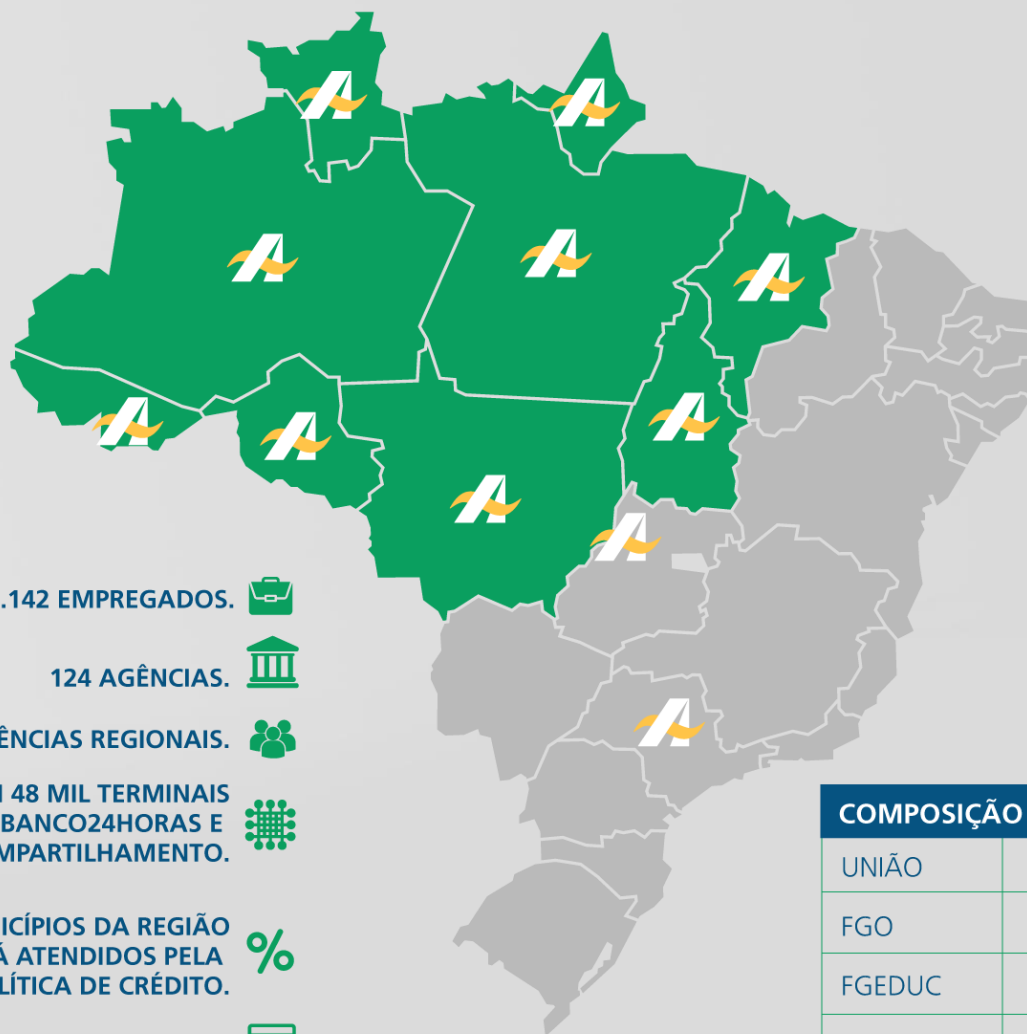 .142 EMPREGADOS.
124 AGÊNCIAS.
ÊNCIAS REGIONAIS.
48 MIL TERMINAIS
BANCO24HORAS E
MPARTILHAMENTO.
ICÍPIOS DA REGIÃO
Á ATENDIDOS PELA
LÍTICA DE CRÉDITO.
%
COMPOSIÇÃO
UNIÃO
FGO
FGEDUC